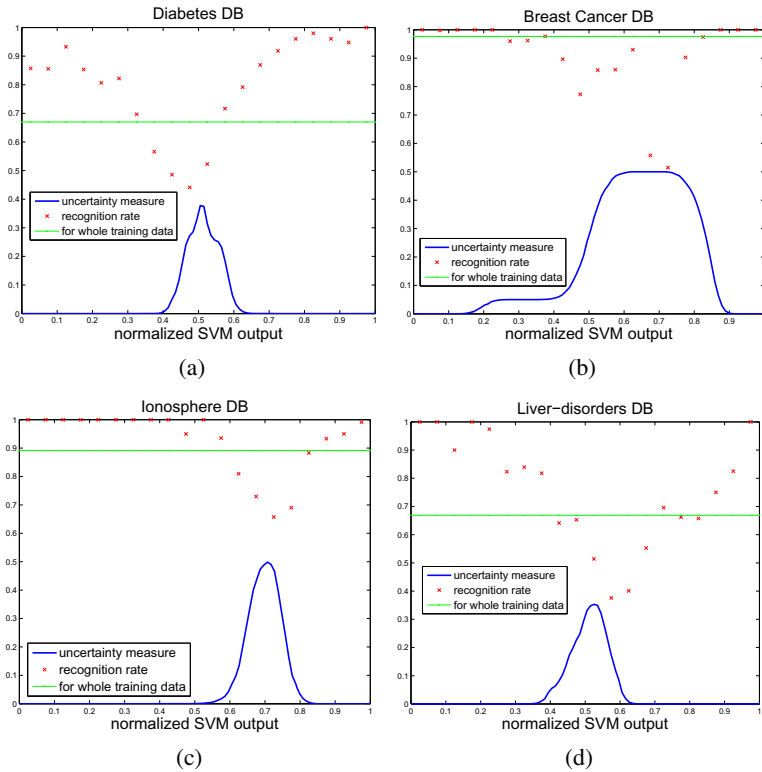 Diabetes DB
1
0.9
0.8
0.7
0.6
0.5
0.4
0.3
0.2
0.1
0
uncertainty measure
recognition rate
for whole training data
0 0.1 0.2 0.3 0.4 0.5 0.6 0.7 0.8 0.9 1
normalized SVM output
(a)
Breast Cancer DB
1
0.9
0.8
0.7
0.6
0.5
0.4
0.3
0.2
0.1
0
uncertainty measure
recognition rate
for whole training data
0 0.1 0.2 0.3 0.4 0.5 0.6 0.7 0.8 0.9 1
normalized SVM output
(b)
Ionosphere DB
1
0.9
0.8
0.7
0.6
0.5
0.4
0.3
0.2
0.1
0
uncertainty measure
recognition rate
for whole training data
0 0.1 0.2 0.3 0.4 0.5 0.6 0.7 0.8 0.9 1
normalized SVM output
(c)
Liver-disorders DB
1
0.9
0.8
0.7
0.6
0.5
0.4
0.3
0.2
0.1
0
uncertainty measure
recognition rate
for whole training data
0 0.1 0.2 0.3 0.4 0.5 0.6 0.7 0.8 0.9 1
normalized SVM output
(d)